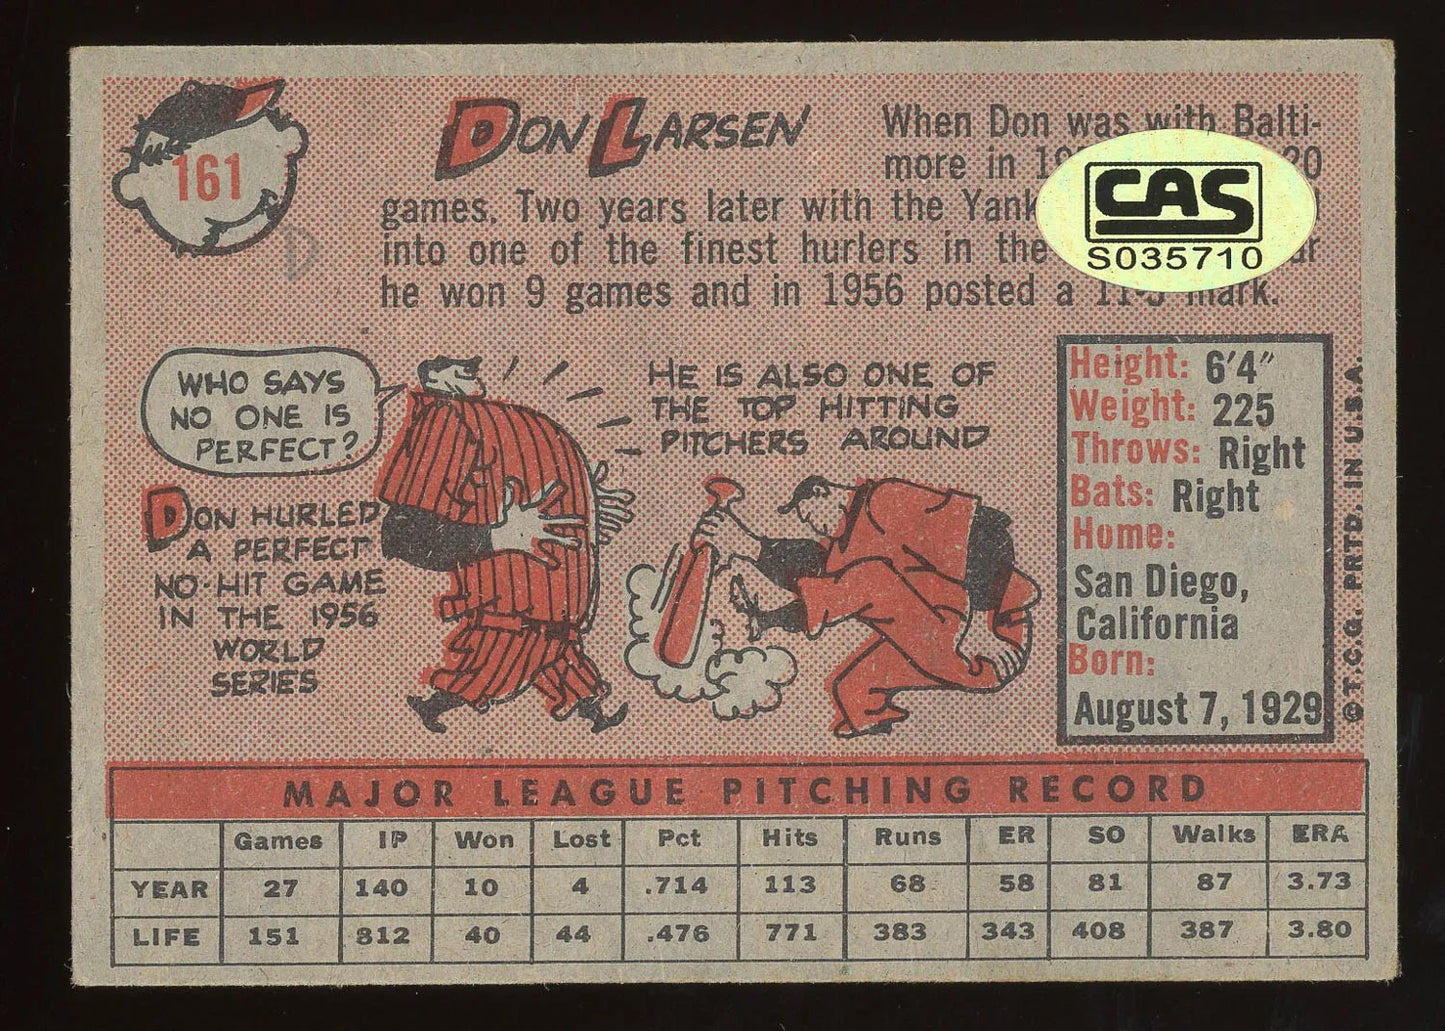 161
DON LARSEN
When Don was with Balti-
more in 20
games. Two years later with the Yank
into one of the finest hurlers in the
he won 9 games and in 1956 posted a 11-5 mark.
CAS
S035710
D
WHO SAYS
NO ONE IS
PERFECT?
DON HURLED
A PERFECT
NO-HIT GAME
IN THE 1956
WORLD
SERIES
HE IS ALSO ONE OF
THE TOP HITTING
PITCHERS AROUND
Height: 6'4"
Weight: 225
Throws: Right
Bats: Right
Home:
San Diego,
California
Born:
August 7, 1929
©T.C.G. PRTD. IN U.S.A.
MAJOR LEAGUE PITCHING RECORD
Games IP Won Lost Pct Hits Runs ER SO Walks ERA
YEAR 27 140 10 4 .714 113 68 58 81 87 3.73
LIFE 151 812 40 44 .476 771 383 343 408 387 3.80